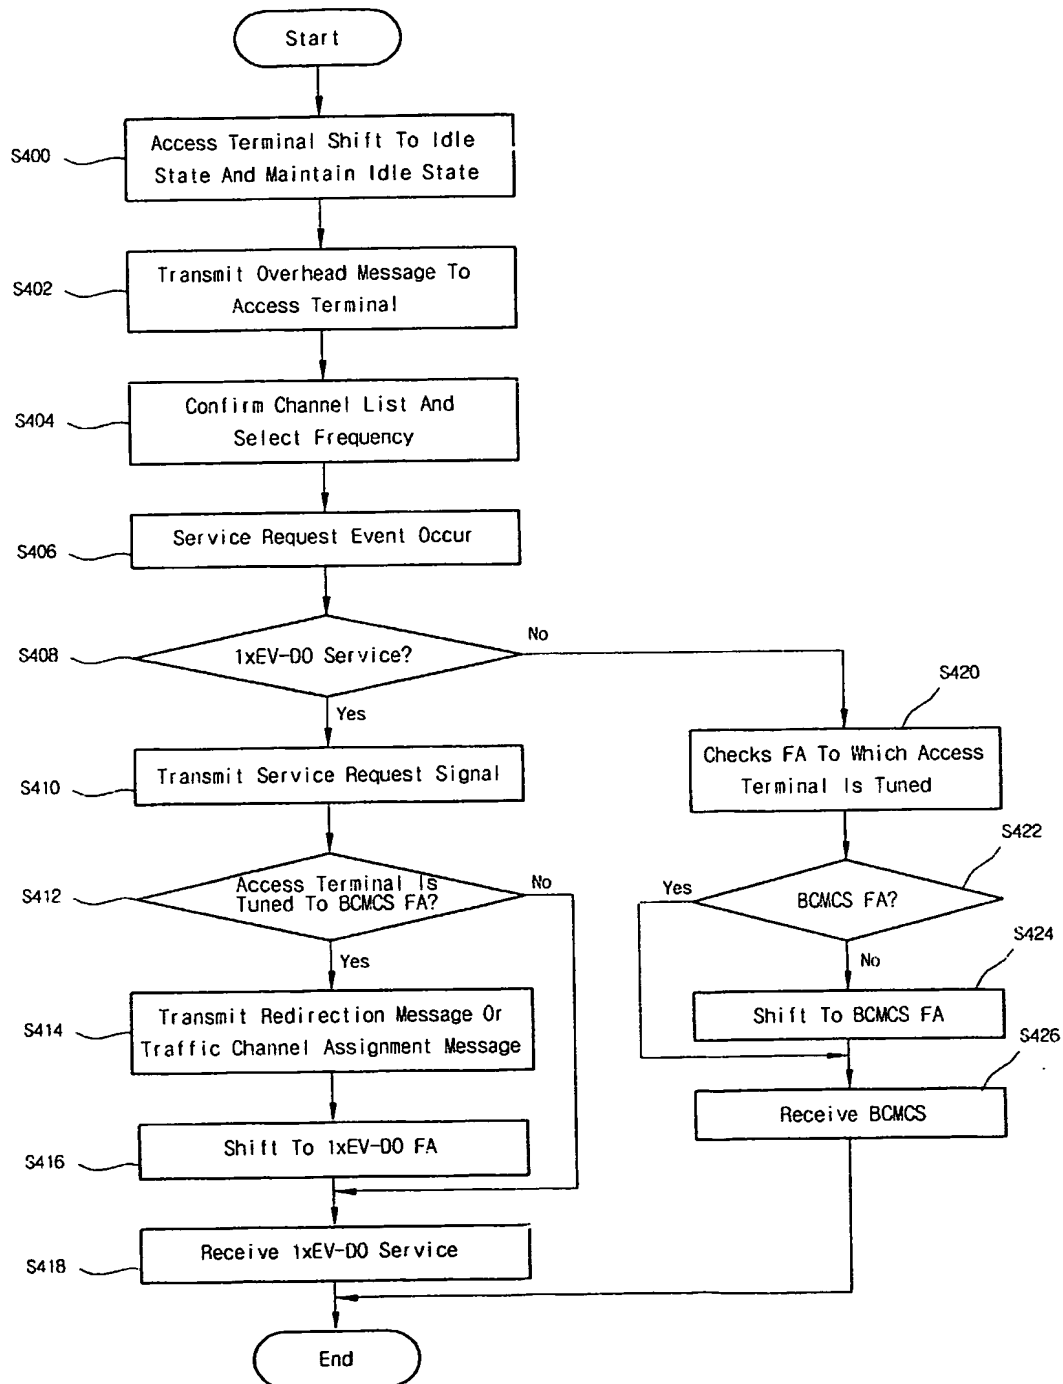 Start
S400
Access Terminal Shift To Idle
State And Maintain Idle State
S402
Transmit Overhead Message To
Access Terminal
S404
Confirm Channel List And
Select Frequency
S406
Service Request Event Occur
S408
1xEV-DO Service?
No
Yes
S410
Transmit Service Request Signal
S412
Access Terminal Is
Tuned To BCMCS FA?
No
Yes
S414
Transmit Redirection Message Or
Traffic Channel Assignment Message
S416
Shift To 1xEV-DO FA
S418
Receive 1xEV-DO Service
S420
Checks FA To Which Access
Terminal Is Tuned
S422
BCMCS FA?
Yes
No
S424
Shift To BCMCS FA
S426
Receive BCMCS
End